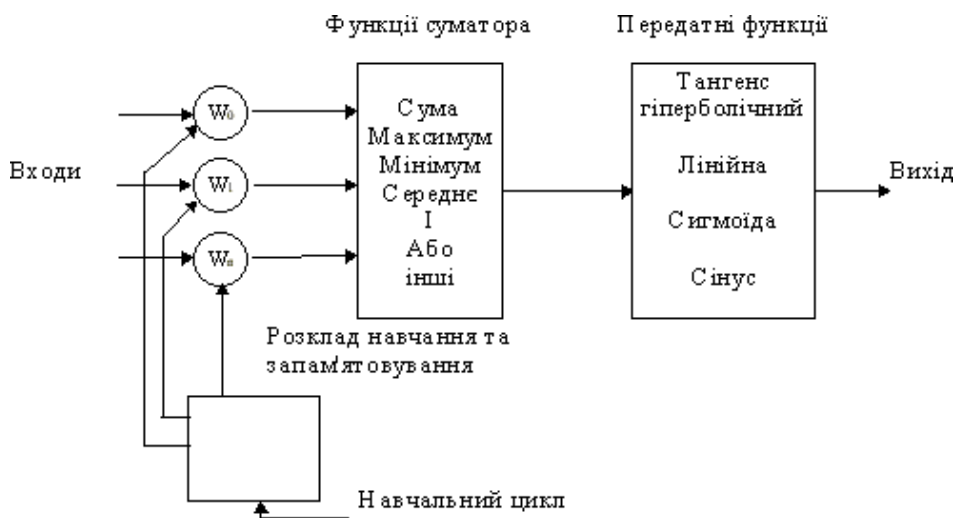 Функції суматора
Передатні функції
Входи
W₀
W₁
Wₙ
Сума
Максимум
Мінімум
Середнє
І
Або
інші
Тангенс
гіперболічний
Лінійна
Сигмоїда
Сінус
Вихід
Розклад навчання та
запам'ятовування
Навчальний цикл